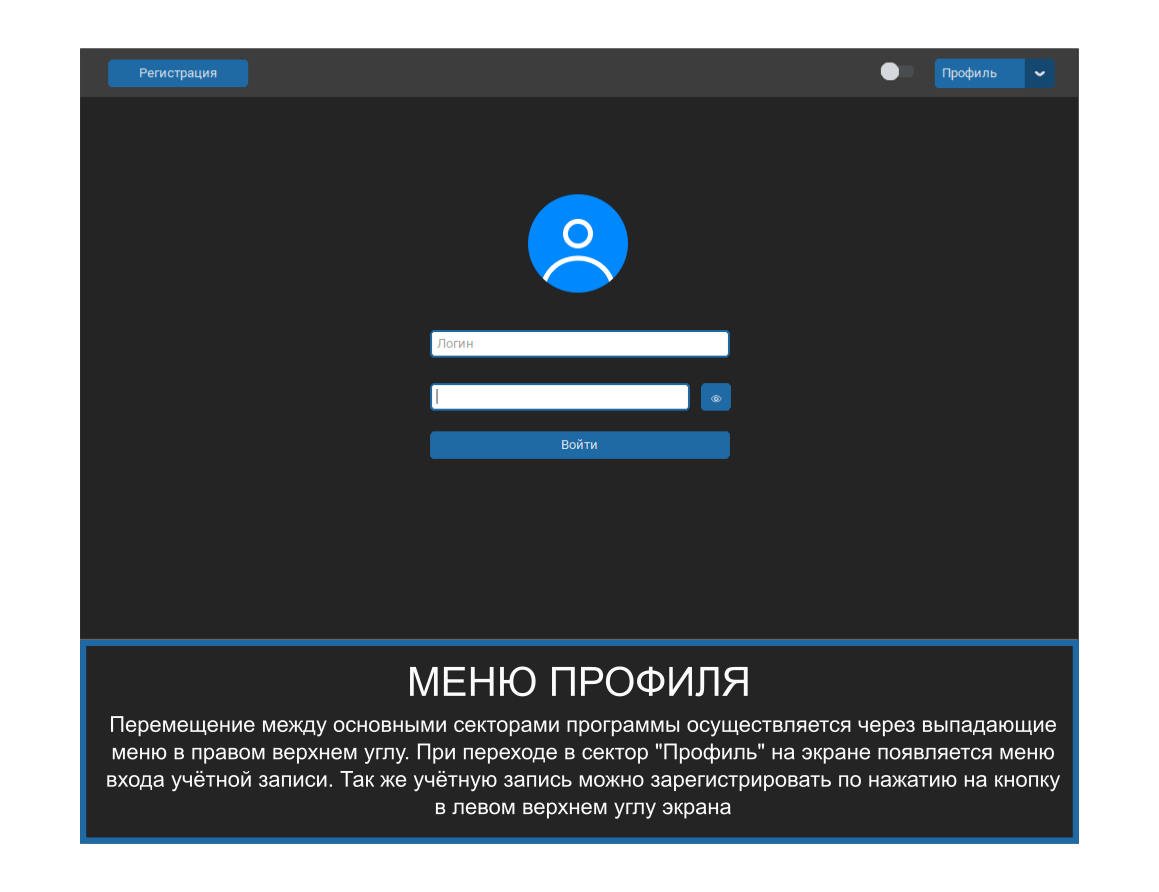 Регистрация
Профиль
Логин
Войти
МЕНЮ ПРОФИЛЯ
Перемещение между основными секторами программы осуществляется через выпадающие
меню в правом верхнем углу. При переходе в сектор "Профиль" на экране появляется меню
входа учётной записи. Так же учётную запись можно зарегистрировать по нажатию на кнопку
в левом верхнем углу экрана